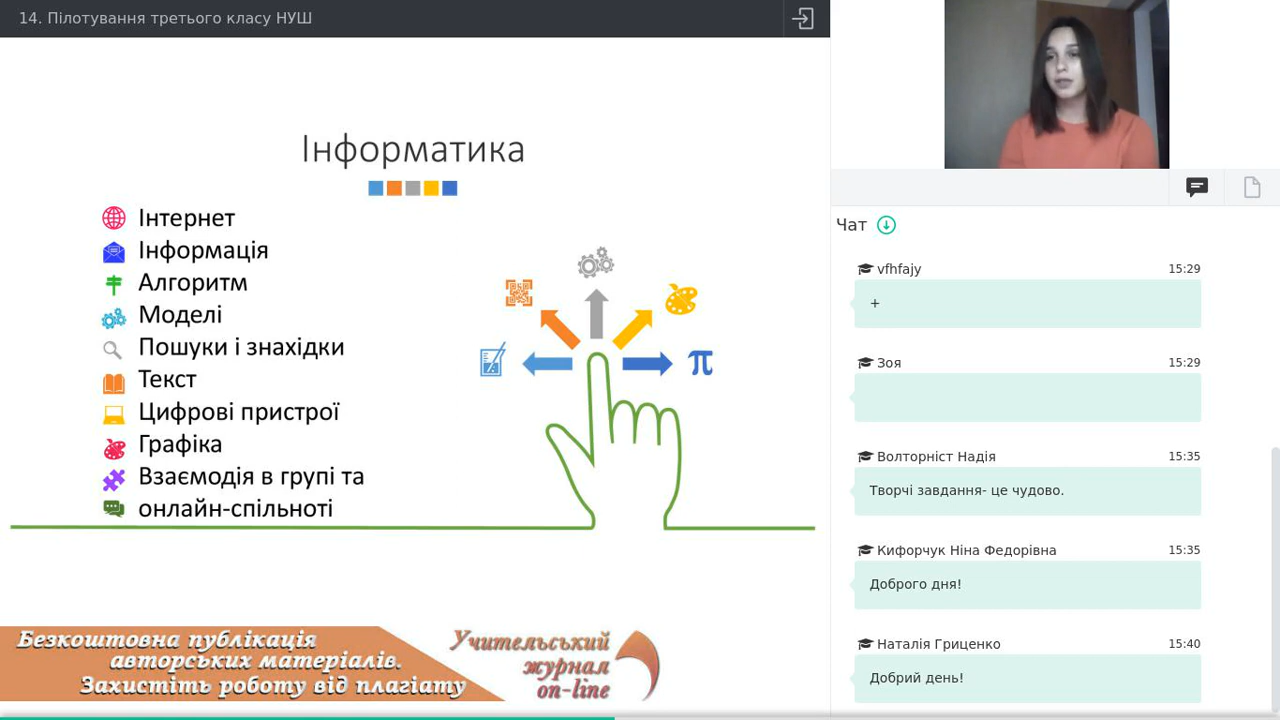 14. Пілотування третього класу НУШ
Інформатика
Інтернет
Інформація
Алгоритм
Моделі
Пошуки і знахідки
Текст
Цифрові пристрої
Графіка
Взаємодія в групі та
онлайн-спільноті
π
Безкоштовна публікація
авторських матеріалів.
Захистіть роботу від плагіату
Учительський
журнал
on-line
Чат
vfhfajy 15:29
+
Зоя 15:29
Волторніст Надія 15:35
Творчі завдання- це чудово.
Кифорчук Ніна Федорівна 15:35
Доброго дня!
Наталія Гриценко 15:40
Добрий день!